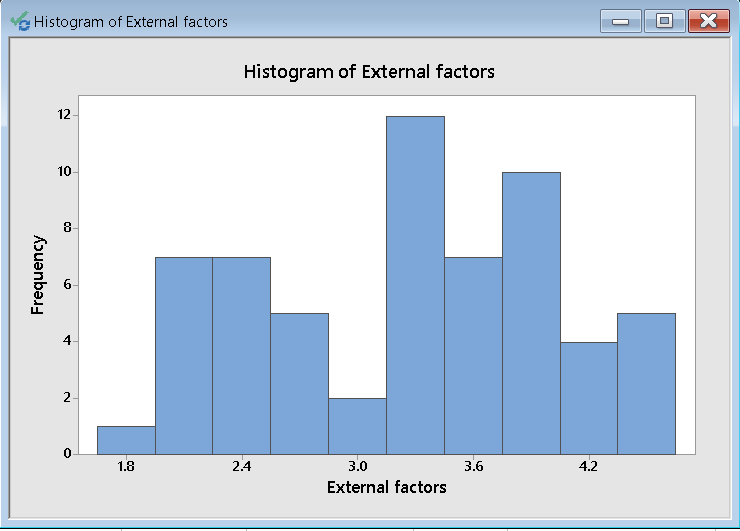 Histogram of External factors
Histogram of External factors
12
10
8
6
4
2
0
Frequency
1.8 2.4 3.0 3.6 4.2
External factors